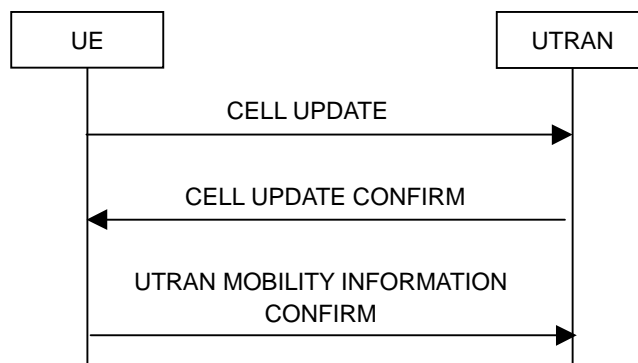 UE
UTRAN
CELL UPDATE
CELL UPDATE CONFIRM
UTRAN MOBILITY INFORMATION
CONFIRM